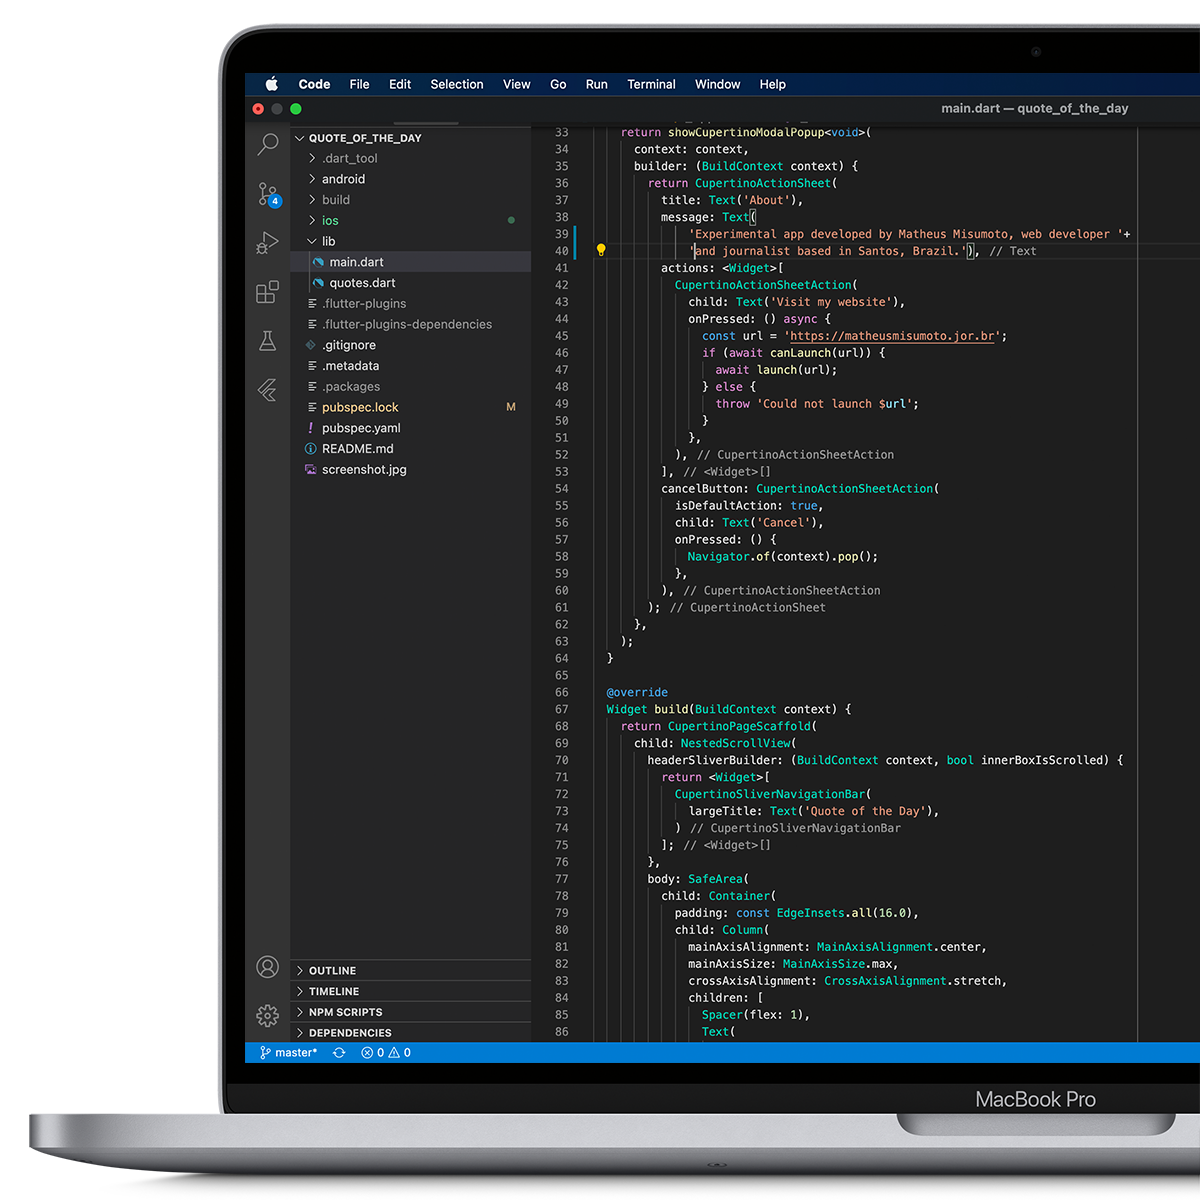 Code File Edit Selection View Go Run Terminal Window Help
main.dart — quote_of_the_day
QUOTE_OF_THE_DAY
.dart_tool
android
build
ios
lib
main.dart
quotes.dart
.flutter-plugins
.flutter-plugins-dependencies
.gitignore
.metadata
.packages
pubspec.lock M
pubspec.yaml
README.md
screenshot.jpg
4
OUTLINE
TIMELINE
NPM SCRIPTS
DEPENDENCIES
33 return showCupertinoModalPopup<void>(
34 context: context,
35 builder: (BuildContext context) {
36 return CupertinoActionSheet(
37 title: Text('About'),
38 message: Text(
39 'Experimental app developed by Matheus Misumoto, web developer '+
40 'and journalist based in Santos, Brazil.'), // Text
41 actions: <Widget>[
42 CupertinoActionSheetAction(
43 child: Text('Visit my website'),
44 onPressed: () async {
45 const url = 'https://matheusmisumoto.jor.br';
46 if (await canLaunch(url)) {
47 await launch(url);
48 } else {
49 throw 'Could not launch $url';
50 }
51 },
52 ), // CupertinoActionSheetAction
53 ], // <Widget>[]
54 cancelButton: CupertinoActionSheetAction(
55 isDefaultAction: true,
56 child: Text('Cancel'),
57 onPressed: () {
58 Navigator.of(context).pop();
59 },
60 ), // CupertinoActionSheetAction
61 ); // CupertinoActionSheet
62 },
63 );
64 }
65
66 @override
67 Widget build(BuildContext context) {
68 return CupertinoPageScaffold(
69 child: NestedScrollView(
70 headerSliverBuilder: (BuildContext context, bool innerBoxIsScrolled) {
71 return <Widget>[
72 CupertinoSliverNavigationBar(
73 largeTitle: Text('Quote of the Day'),
74 ) // CupertinoSliverNavigationBar
75 ]; // <Widget>[]
76 },
77 body: SafeArea(
78 child: Container(
79 padding: const EdgeInsets.all(16.0),
80 child: Column(
81 mainAxisAlignment: MainAxisAlignment.center,
82 mainAxisSize: MainAxisSize.max,
83 crossAxisAlignment: CrossAxisAlignment.stretch,
84 children: [
85 Spacer(flex: 1),
86 Text(
master* 0 0
MacBook Pro